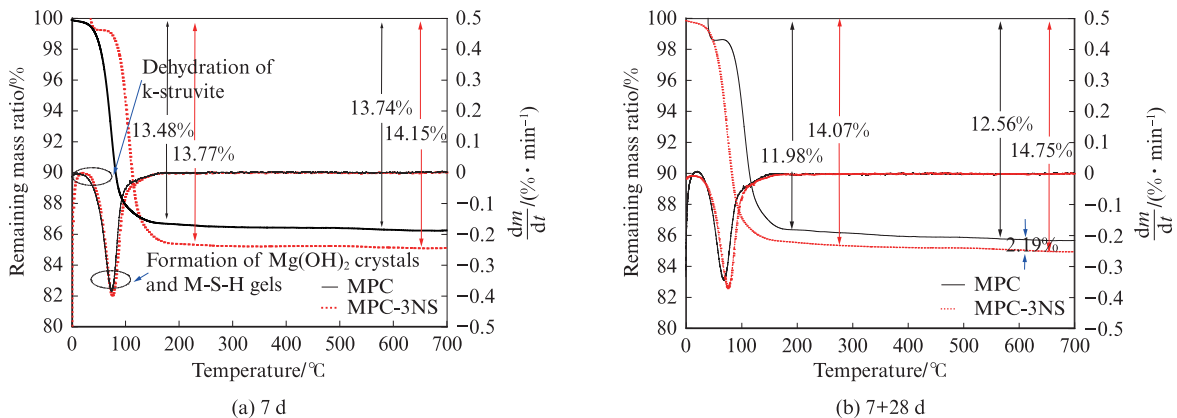 100
98
96
94
92
90
88
86
84
82
80
Remaining mass ratio/%
0.5
0.4
0.3
0.2
0.1
0
−0.1
−0.2
−0.3
−0.4
−0.5
dm/dt/(%·min⁻¹)
Dehydration of
k-struvite
13.48%
13.77%
13.74%
14.15%
Formation of Mg(OH)₂ crystals
and M-S-H gels
MPC
MPC-3NS
0 100 200 300 400 500 600 700
Temperature/℃
(a) 7 d
100
98
96
94
92
90
88
86
84
82
80
Remaining mass ratio/%
0.5
0.4
0.3
0.2
0.1
0
−0.1
−0.2
−0.3
−0.4
−0.5
dm/dt/(%·min⁻¹)
11.98%
14.07%
12.56%
14.75%
2.19%
MPC
MPC-3NS
0 100 200 300 400 500 600 700
Temperature/℃
(b) 7+28 d